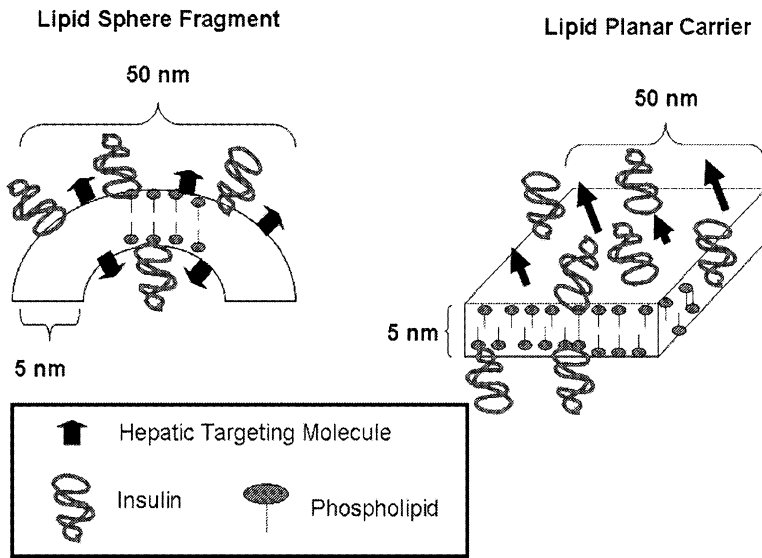 Lipid Sphere Fragment
50 nm
5 nm
Lipid Planar Carrier
50 nm
5 nm
Hepatic Targeting Molecule
Insulin
Phospholipid